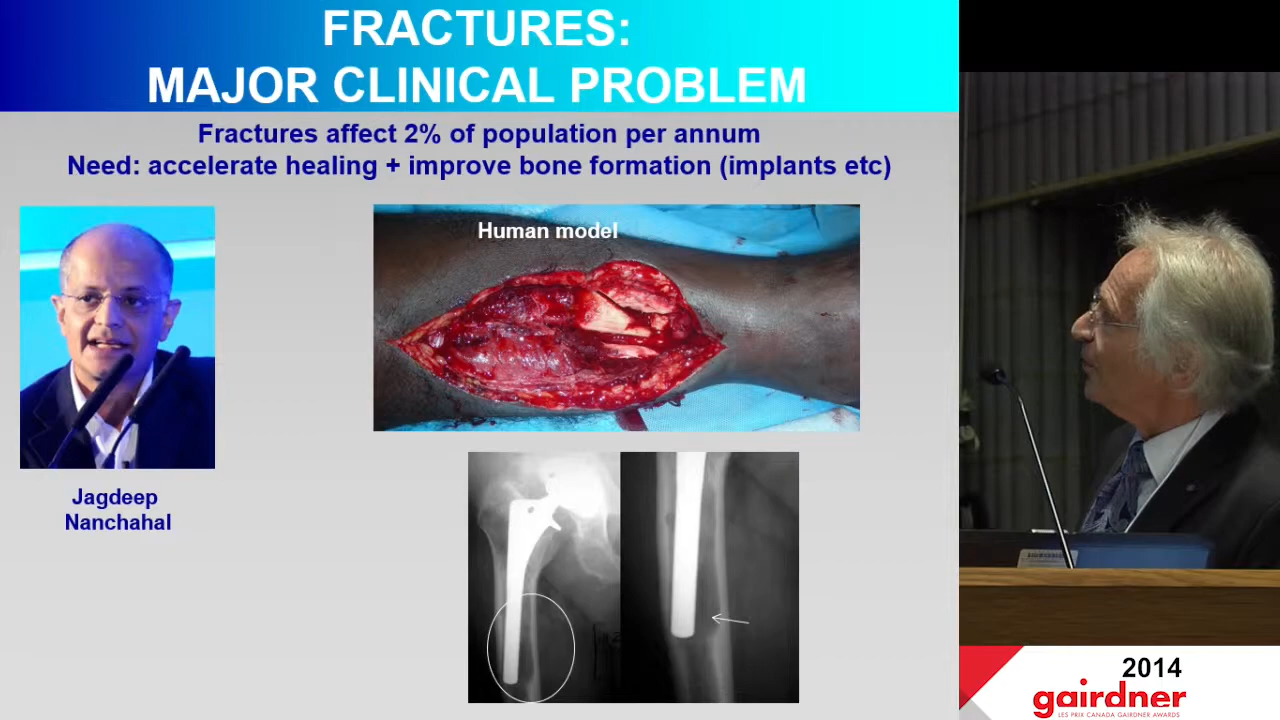 FRACTURES:
MAJOR CLINICAL PROBLEM
Fractures affect 2% of population per annum
Need: accelerate healing + improve bone formation (implants etc)
Human model
Jagdeep
Nanchahal
2014
gairdner
LES PRIX CANADA GAIRDNER AWARDS